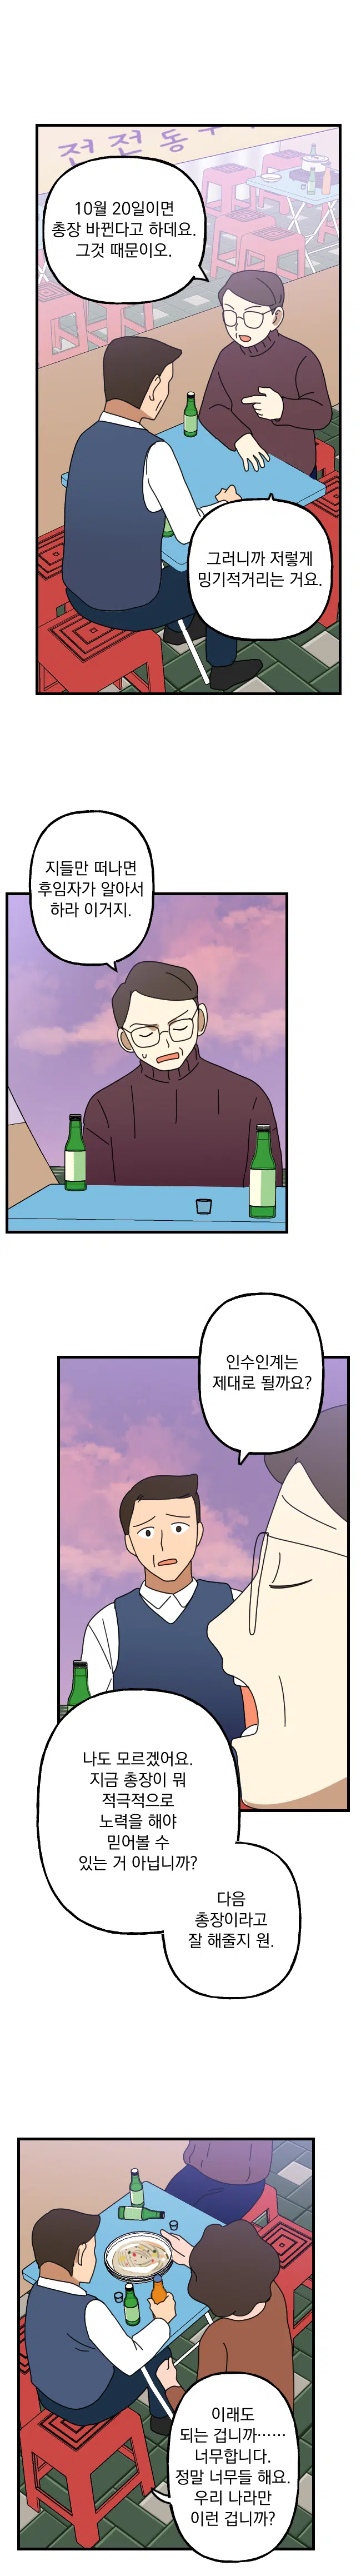 전전동
10월 20일이면
총장 바뀐다고 하데요.
그것 때문이오.
그러니까 저렇게
밍기적거리는 거요.
지들만 떠나면
후임자가 알아서
하라 이거지.
인수인계는
제대로 될까요?
나도 모르겠어요.
지금 총장이 뭐
적극적으로
노력을 해야
믿어볼 수
있는 거 아닙니까?
다음
총장이라고
잘 해줄지 원.
이래도
되는 겁니까……
너무합니다.
정말 너무들 해요.
우리 나라만
이런 겁니까?